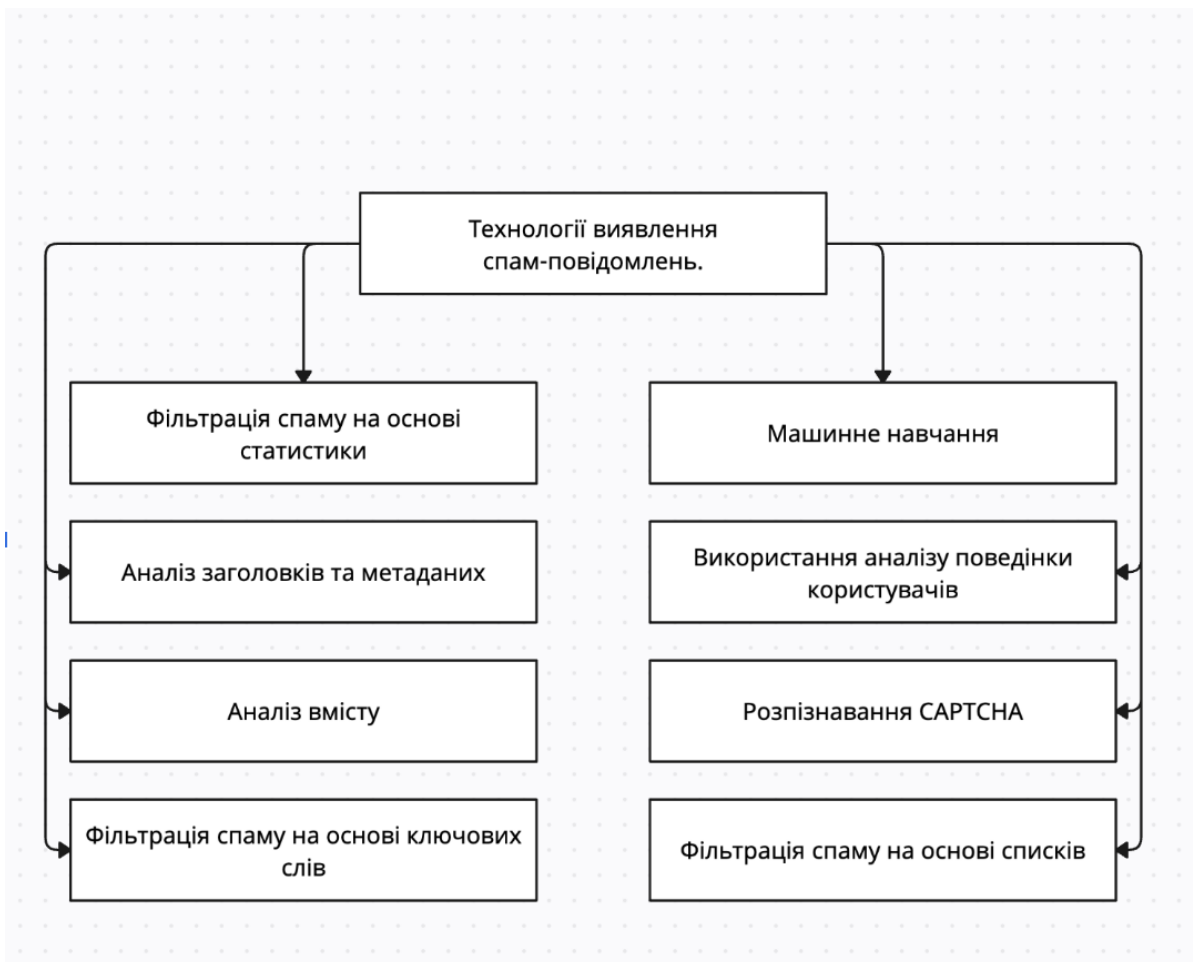 Технології виявлення
спам-повідомлень.
Фільтрація спаму на основі
статистики
Машинне навчання
Аналіз заголовків та метаданих
Використання аналізу поведінки
користувачів
Аналіз вмісту
Розпізнавання CAPTCHA
Фільтрація спаму на основі ключових
слів
Фільтрація спаму на основі списків